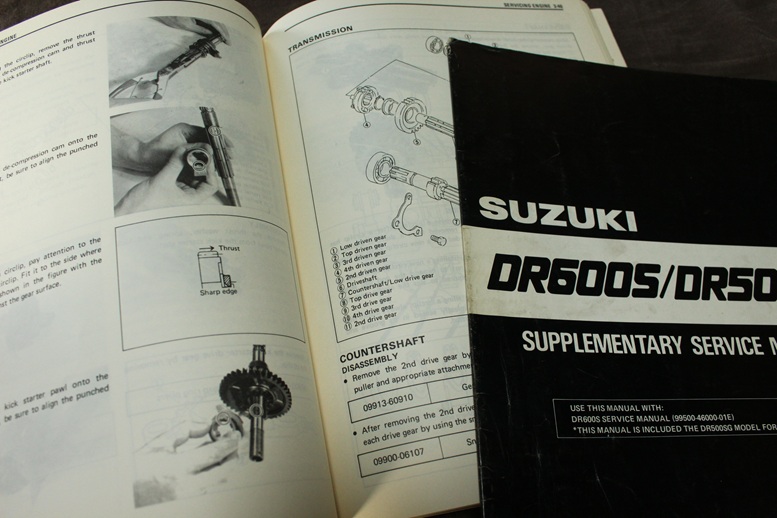 ENGINE
the circlip, remove the thrust
de-compression cam and thrust
kick starter shaft.
de-compression cam onto the
be sure to align the punched
circlip, pay attention to the
circlip. Fit it to the side where
shown in the figure with the
the gear surface.
Thrust
Sharp edge
kick starter pawl onto the
be sure to align the punched
SERVICING ENGINE
TRANSMISSION
① Low driven gear
② Top driven gear
③ 3rd driven gear
④ 4th driven gear
⑤ 2nd driven gear
⑥ Driveshaft
⑦ Countershaft/Low drive gear
⑧ Top drive gear
⑨ 3rd drive gear
⑩ 4th drive gear
⑪ 2nd drive gear
COUNTERSHAFT
DISASSEMBLY
• Remove the 2nd drive gear by
puller and appropriate attachme
09913-60910 Gea
• After removing the 2nd drive
each drive gear by using the sn
09900-06107 Sn
SUZUKI
DR600S/DR50
SUPPLEMENTARY SERVICE M
USE THIS MANUAL WITH:
DR600S SERVICE MANUAL (99500-46000-01E)
*THIS MANUAL IS INCLUDED THE DR500SG MODEL FOR